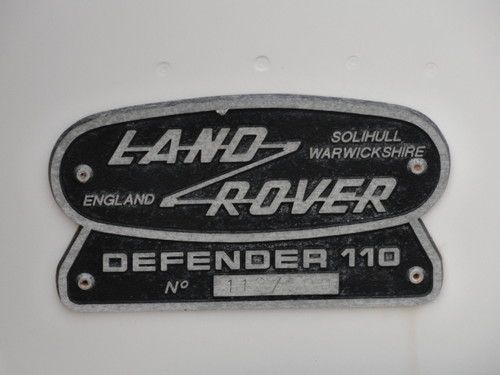 LAND
SOLIHULL
WARWICKSHIRE
ENGLAND
ROVER
DEFENDER 110
Nº